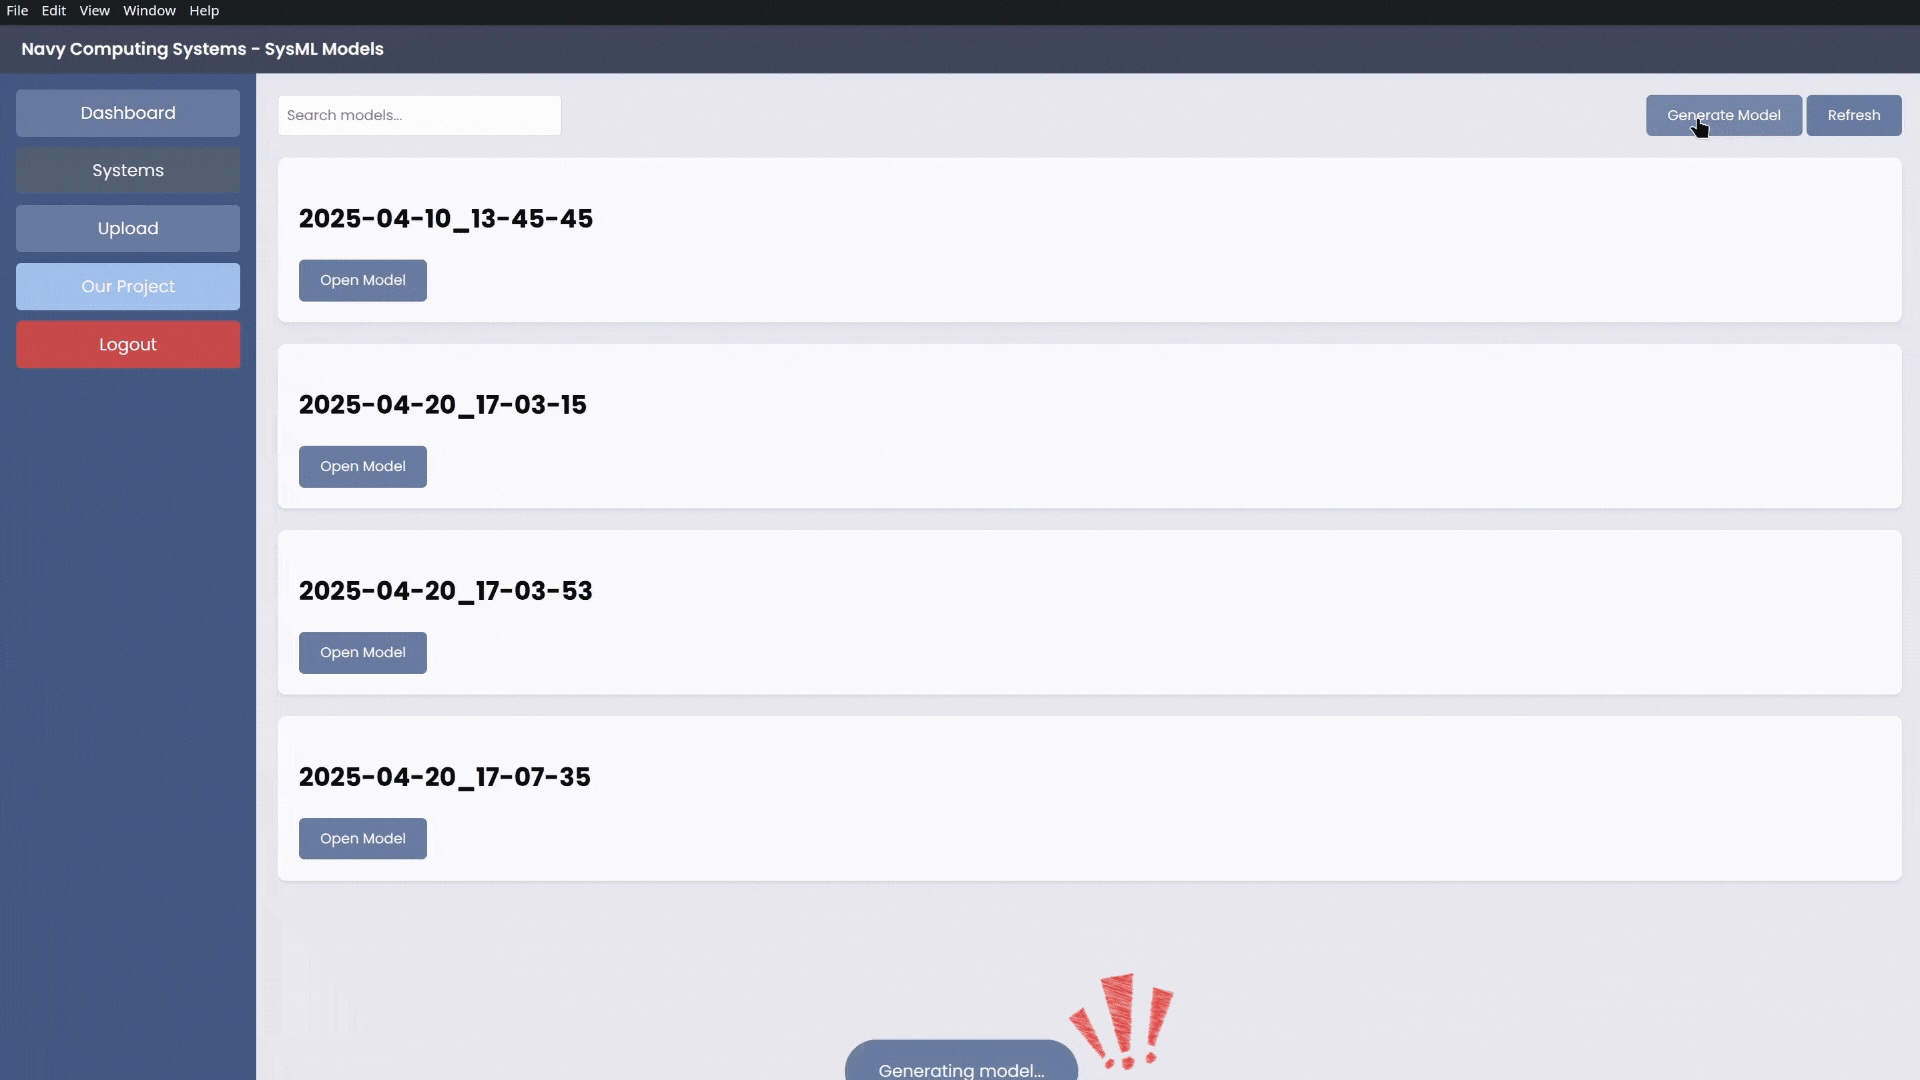 File Edit View Window Help
Navy Computing Systems - SysML Models
Dashboard
Systems
Upload
Our Project
Logout
Search models...
Generate Model
Refresh
2025-04-10_13-45-45
Open Model
2025-04-20_17-03-15
Open Model
2025-04-20_17-03-53
Open Model
2025-04-20_17-07-35
Open Model
!!!
Generating model...